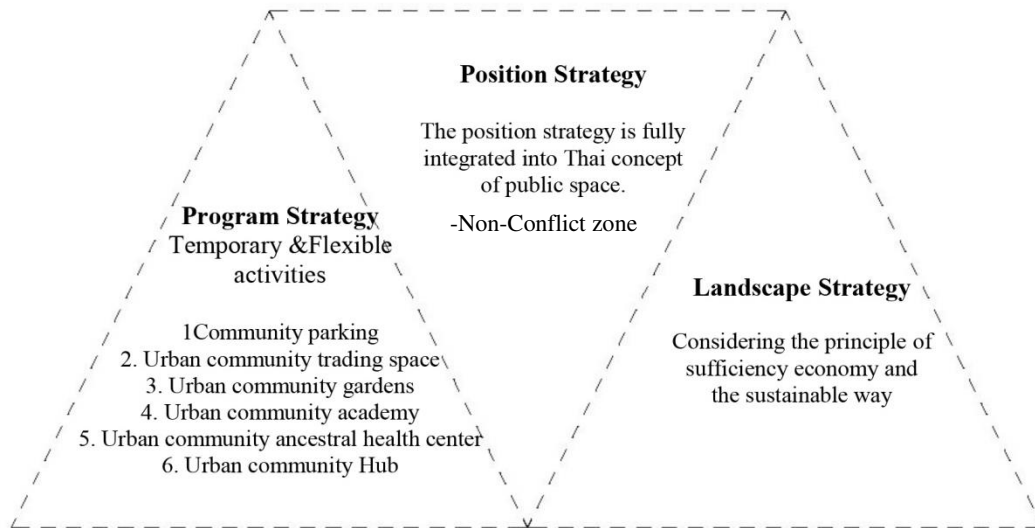 Position Strategy
The position strategy is fully
integrated into Thai concept
of public space.
-Non-Conflict zone
Program Strategy
Temporary &Flexible
activities
1Community parking
2. Urban community trading space
3. Urban community gardens
4. Urban community academy
5. Urban community ancestral health center
6. Urban community Hub
Landscape Strategy
Considering the principle of
sufficiency economy and
the sustainable way